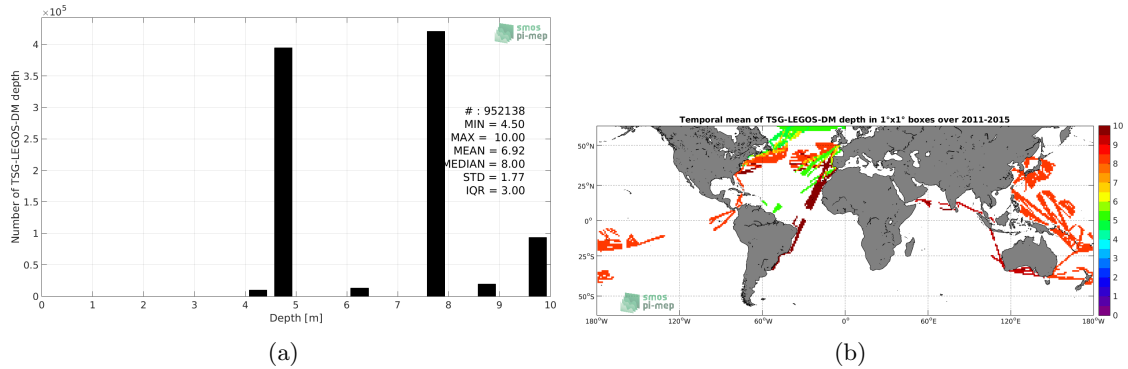 ×10⁵
4
3.5
3
2.5
2
1.5
1
0.5
0
0 1 2 3 4 5 6 7 8 9 10
Number of TSG-LEGOS-DM depth
Depth [m]
smos
pi-mep
# : 952138
MIN = 4.50
MAX = 10.00
MEAN = 6.92
MEDIAN = 8.00
STD = 1.77
IQR = 3.00
(a)
Temporal mean of TSG-LEGOS-DM depth in 1°x1° boxes over 2011-2015
50°N
25°N
0°
25°S
50°S
180°W 120°W 60°W 0° 60°E 120°E 180°W
smos
pi-mep
10
9
8
7
6
5
4
3
2
1
0
(b)